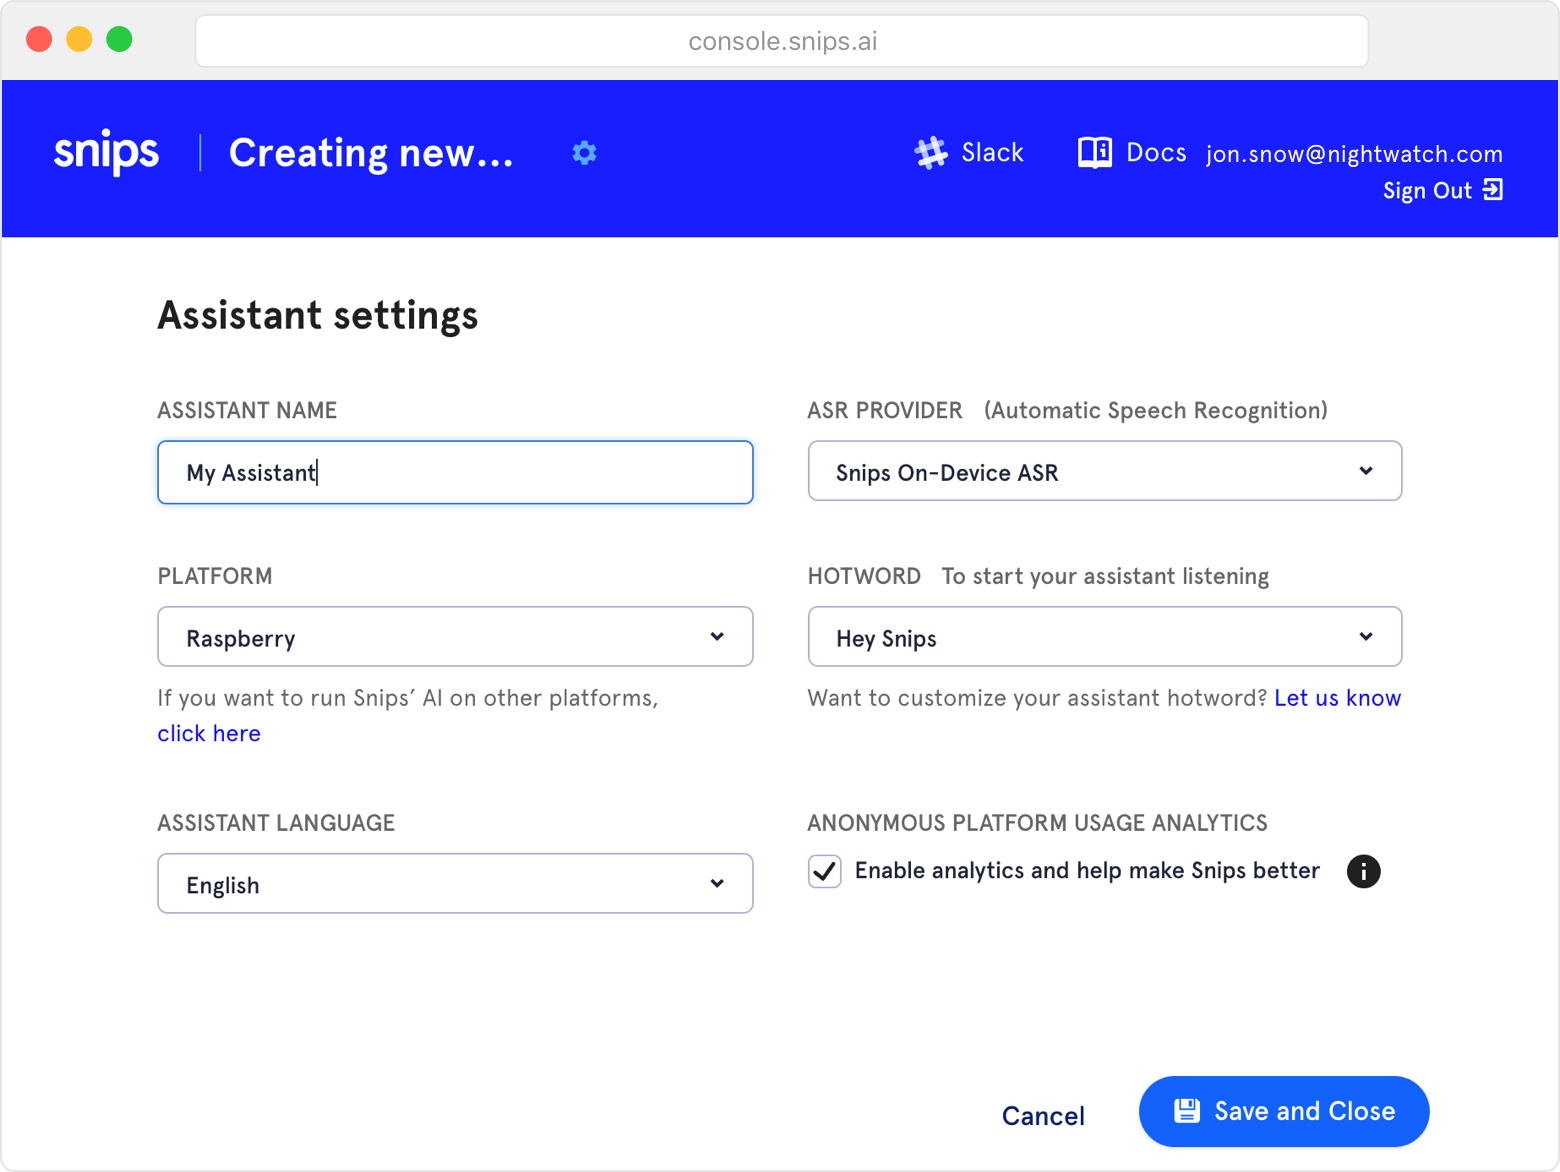 console.snips.ai
snips
Creating new...
Slack
Docs
jon.snow@nightwatch.com
Sign Out
Assistant settings
ASSISTANT NAME
My Assistant
ASR PROVIDER (Automatic Speech Recognition)
Snips On-Device ASR
PLATFORM
Raspberry
If you want to run Snips’ AI on other platforms,
click here
HOTWORD To start your assistant listening
Hey Snips
Want to customize your assistant hotword? Let us know
ASSISTANT LANGUAGE
English
ANONYMOUS PLATFORM USAGE ANALYTICS
Enable analytics and help make Snips better
Cancel
Save and Close